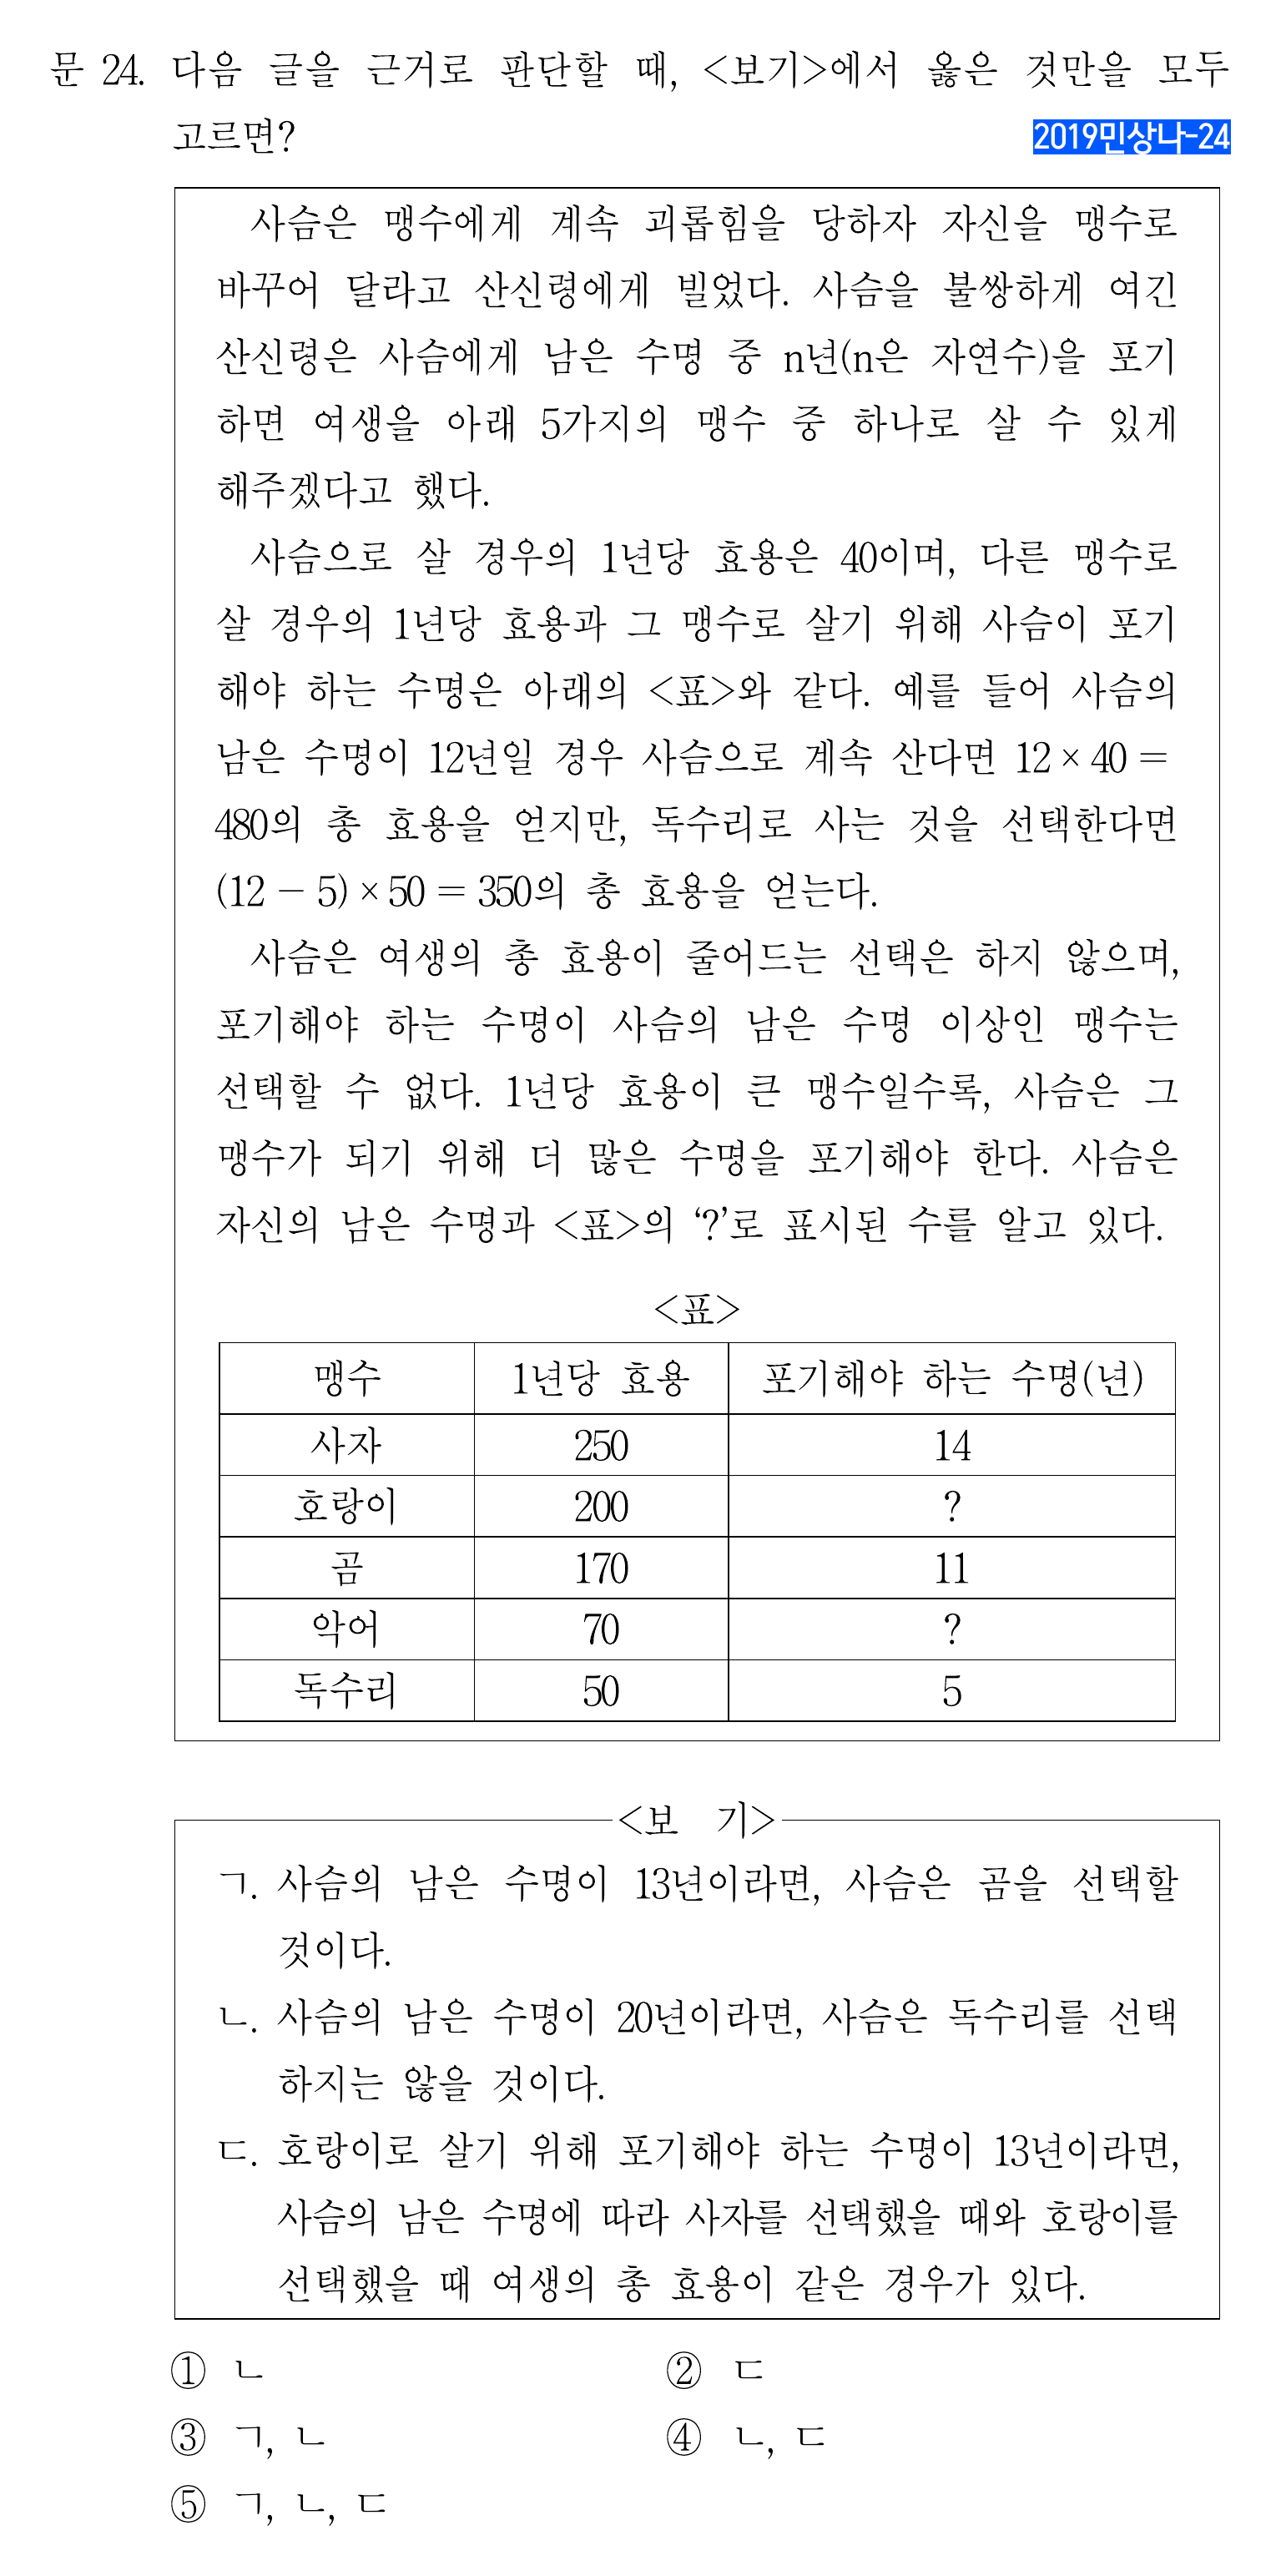 문 24. 다음 글을 근거로 판단할 때, <보기>에서 옳은 것만을 모두
고르면?
2019민상나-24
사슴은 맹수에게 계속 괴롭힘을 당하자 자신을 맹수로
바꾸어 달라고 산신령에게 빌었다. 사슴을 불쌍하게 여긴
산신령은 사슴에게 남은 수명 중 n년(n은 자연수)을 포기
하면 여생을 아래 5가지의 맹수 중 하나로 살 수 있게
해주겠다고 했다.
사슴으로 살 경우의 1년당 효용은 40이며, 다른 맹수로
살 경우의 1년당 효용과 그 맹수로 살기 위해 사슴이 포기
해야 하는 수명은 아래의 <표>와 같다. 예를 들어 사슴의
남은 수명이 12년일 경우 사슴으로 계속 산다면 12 × 40 =
480의 총 효용을 얻지만, 독수리로 사는 것을 선택한다면
(12 - 5) × 50 = 350의 총 효용을 얻는다.
사슴은 여생의 총 효용이 줄어드는 선택은 하지 않으며,
포기해야 하는 수명이 사슴의 남은 수명 이상인 맹수는
선택할 수 없다. 1년당 효용이 큰 맹수일수록, 사슴은 그
맹수가 되기 위해 더 많은 수명을 포기해야 한다. 사슴은
자신의 남은 수명과 <표>의 ‘?’로 표시된 수를 알고 있다.
<표>
맹수 1년당 효용 포기해야 하는 수명(년)
사자 250 14
호랑이 200 ?
곰 170 11
악어 70 ?
독수리 50 5
<보 기>
ㄱ. 사슴의 남은 수명이 13년이라면, 사슴은 곰을 선택할
것이다.
ㄴ. 사슴의 남은 수명이 20년이라면, 사슴은 독수리를 선택
하지는 않을 것이다.
ㄷ. 호랑이로 살기 위해 포기해야 하는 수명이 13년이라면,
사슴의 남은 수명에 따라 사자를 선택했을 때와 호랑이를
선택했을 때 여생의 총 효용이 같은 경우가 있다.
① ㄴ ② ㄷ
③ ㄱ, ㄴ ④ ㄴ, ㄷ
⑤ ㄱ, ㄴ, ㄷ